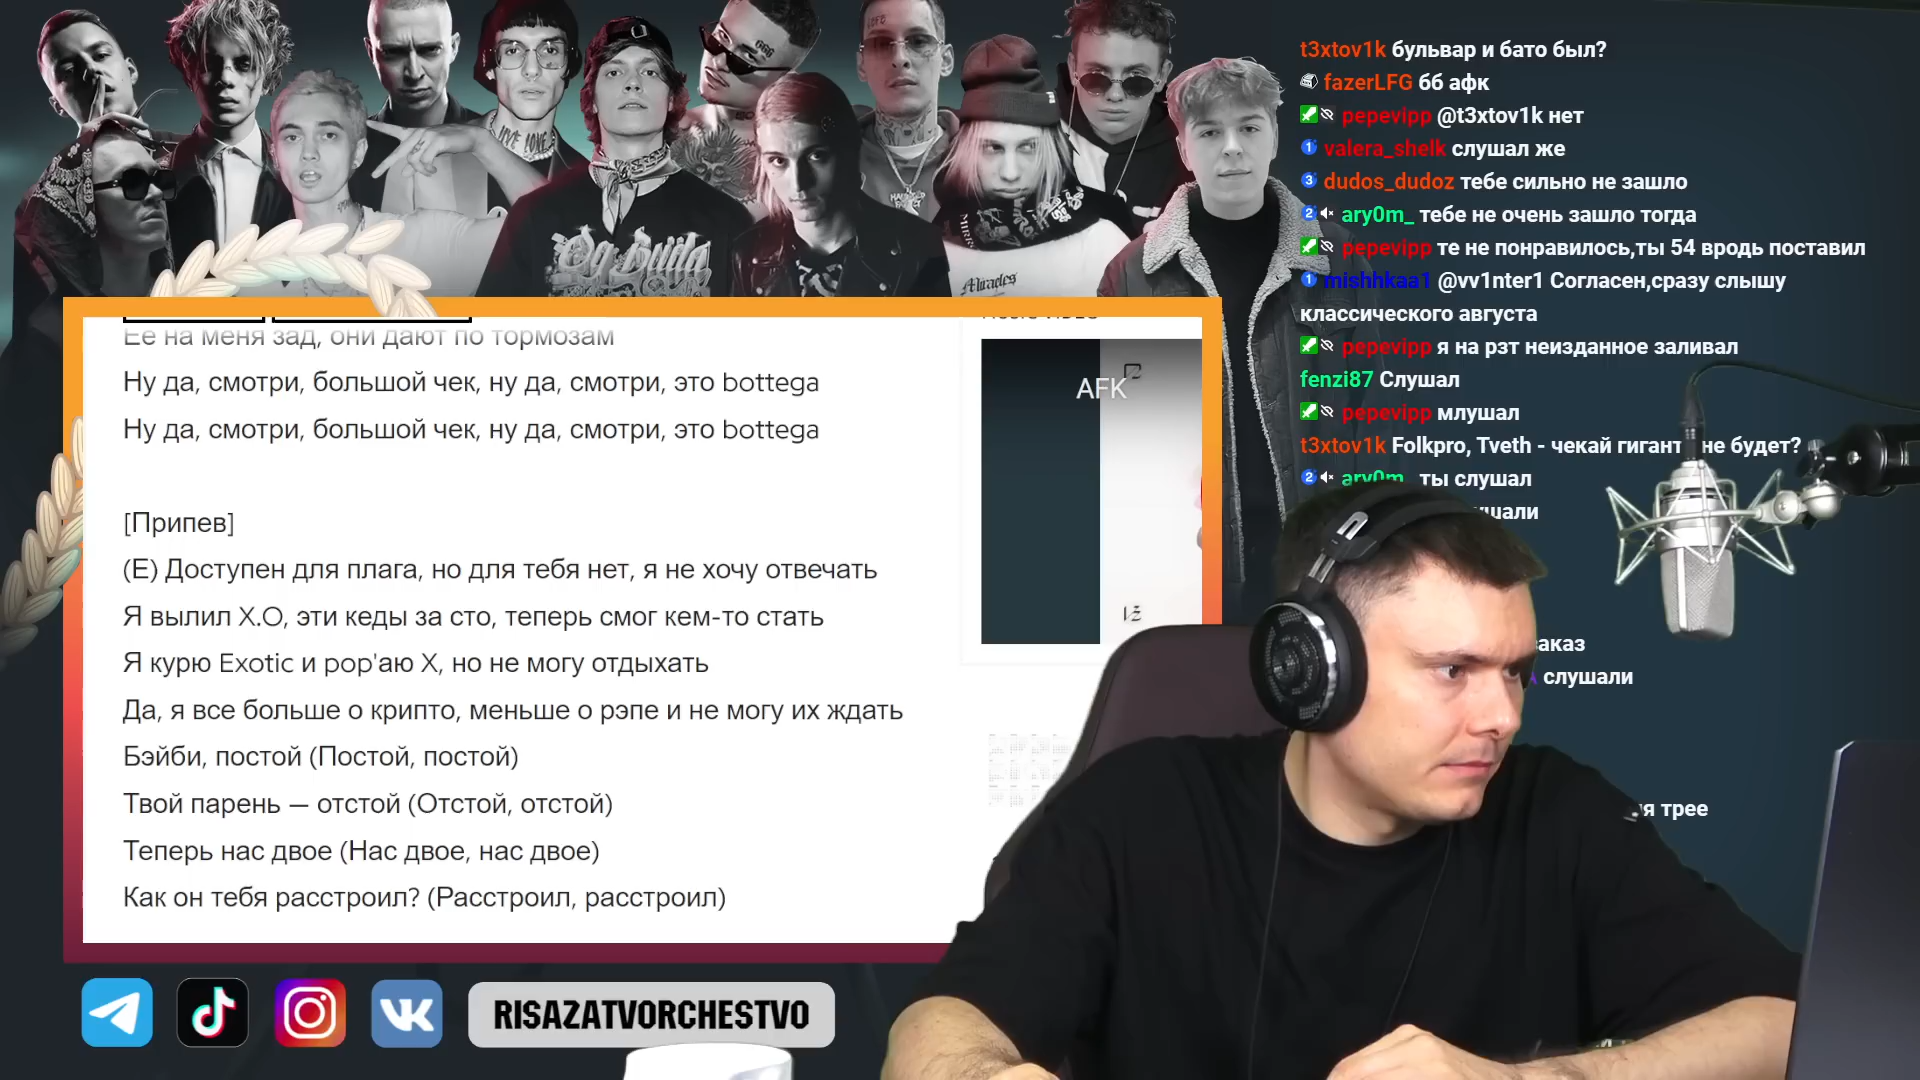 t3xtov1k бульвар и бато был?
fazerLFG бб афк
pepevipp @t3xtov1k нет
valera_shelk слушал же
dudos_dudoz тебе сильно не зашло
ary0m_ тебе не очень зашло тогда
pepevipp те не понравилось,ты 54 вродь поставил
mishhkaa1 @vv1nter1 Согласен,сразу слышу
классического августа
pepevipp я на рзт неизданное заливал
fenzi87 Слушал
pepevipp млушал
t3xtov1k Folkpro, Tveth - чекай гигант не будет?
ary0m_ ты слушал
слушали
Ее на меня зад, они дают по тормозам
Ну да, смотри, большой чек, ну да, смотри, это bottega
Ну да, смотри, большой чек, ну да, смотри, это bottega
[Припев]
(Е) Доступен для плага, но для тебя нет, я не хочу отвечать
Я вылил X.O, эти кеды за сто, теперь смог кем-то стать
Я курю Exotic и pop'аю X, но не могу отдыхать
Да, я все больше о крипто, меньше о рэпе и не могу их ждать
Бэйби, постой (Постой, постой)
Твой парень — отстой (Отстой, отстой)
Теперь нас двое (Нас двое, нас двое)
Как он тебя расстроил? (Расстроил, расстроил)
AFK
Og Buda
Miracles
RISAZATVORCHESTVO